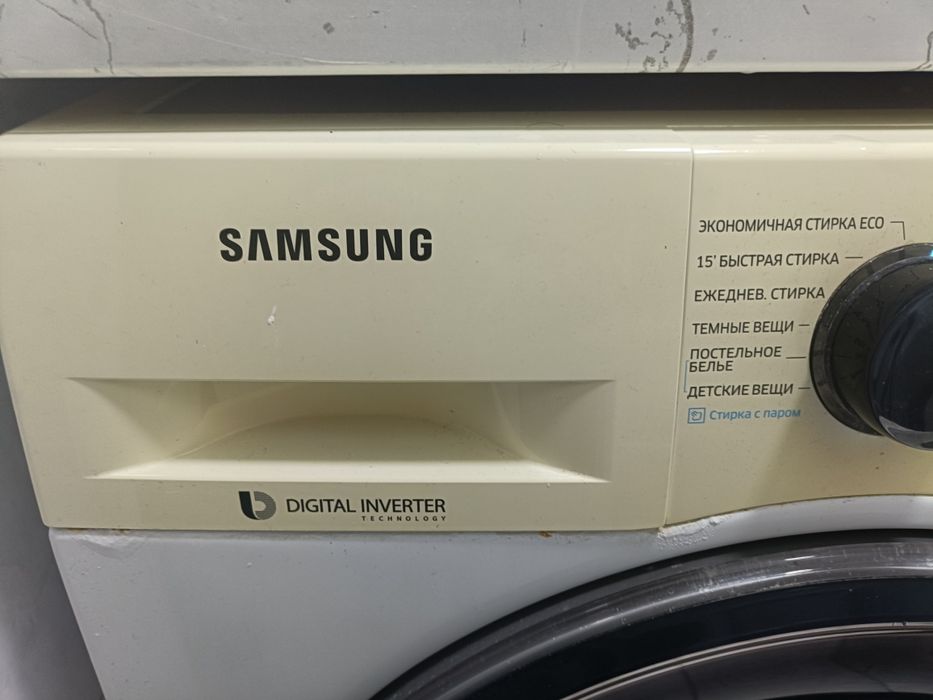 SAMSUNG
ЭКОНОМИЧНАЯ СТИРКА ECO
15' БЫСТРАЯ СТИРКА
ЕЖЕДНЕВ. СТИРКА
ТЕМНЫЕ ВЕЩИ
ПОСТЕЛЬНОЕ
БЕЛЬЕ
ДЕТСКИЕ ВЕЩИ
Стирка с паром
DIGITAL INVERTER
TECHNOLOGY